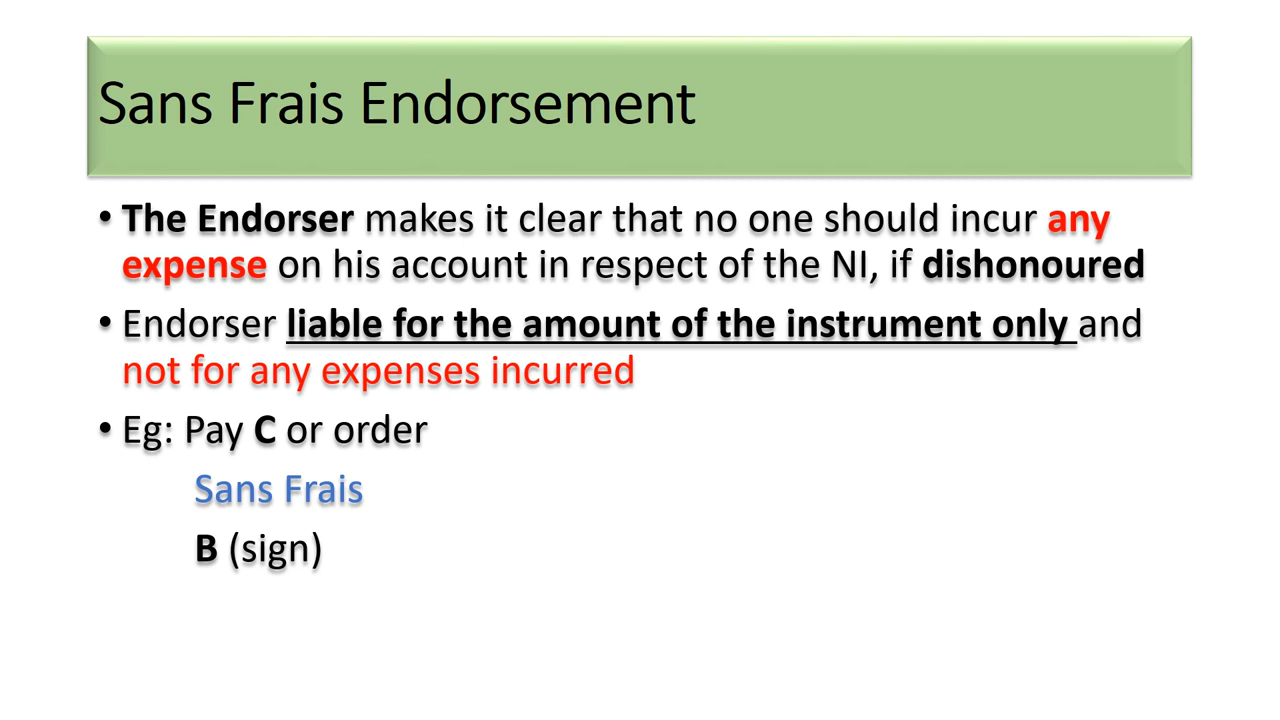 Sans Frais Endorsement
• The Endorser makes it clear that no one should incur any
expense on his account in respect of the NI, if dishonoured
• Endorser liable for the amount of the instrument only and
not for any expenses incurred
• Eg: Pay C or order
Sans Frais
B (sign)